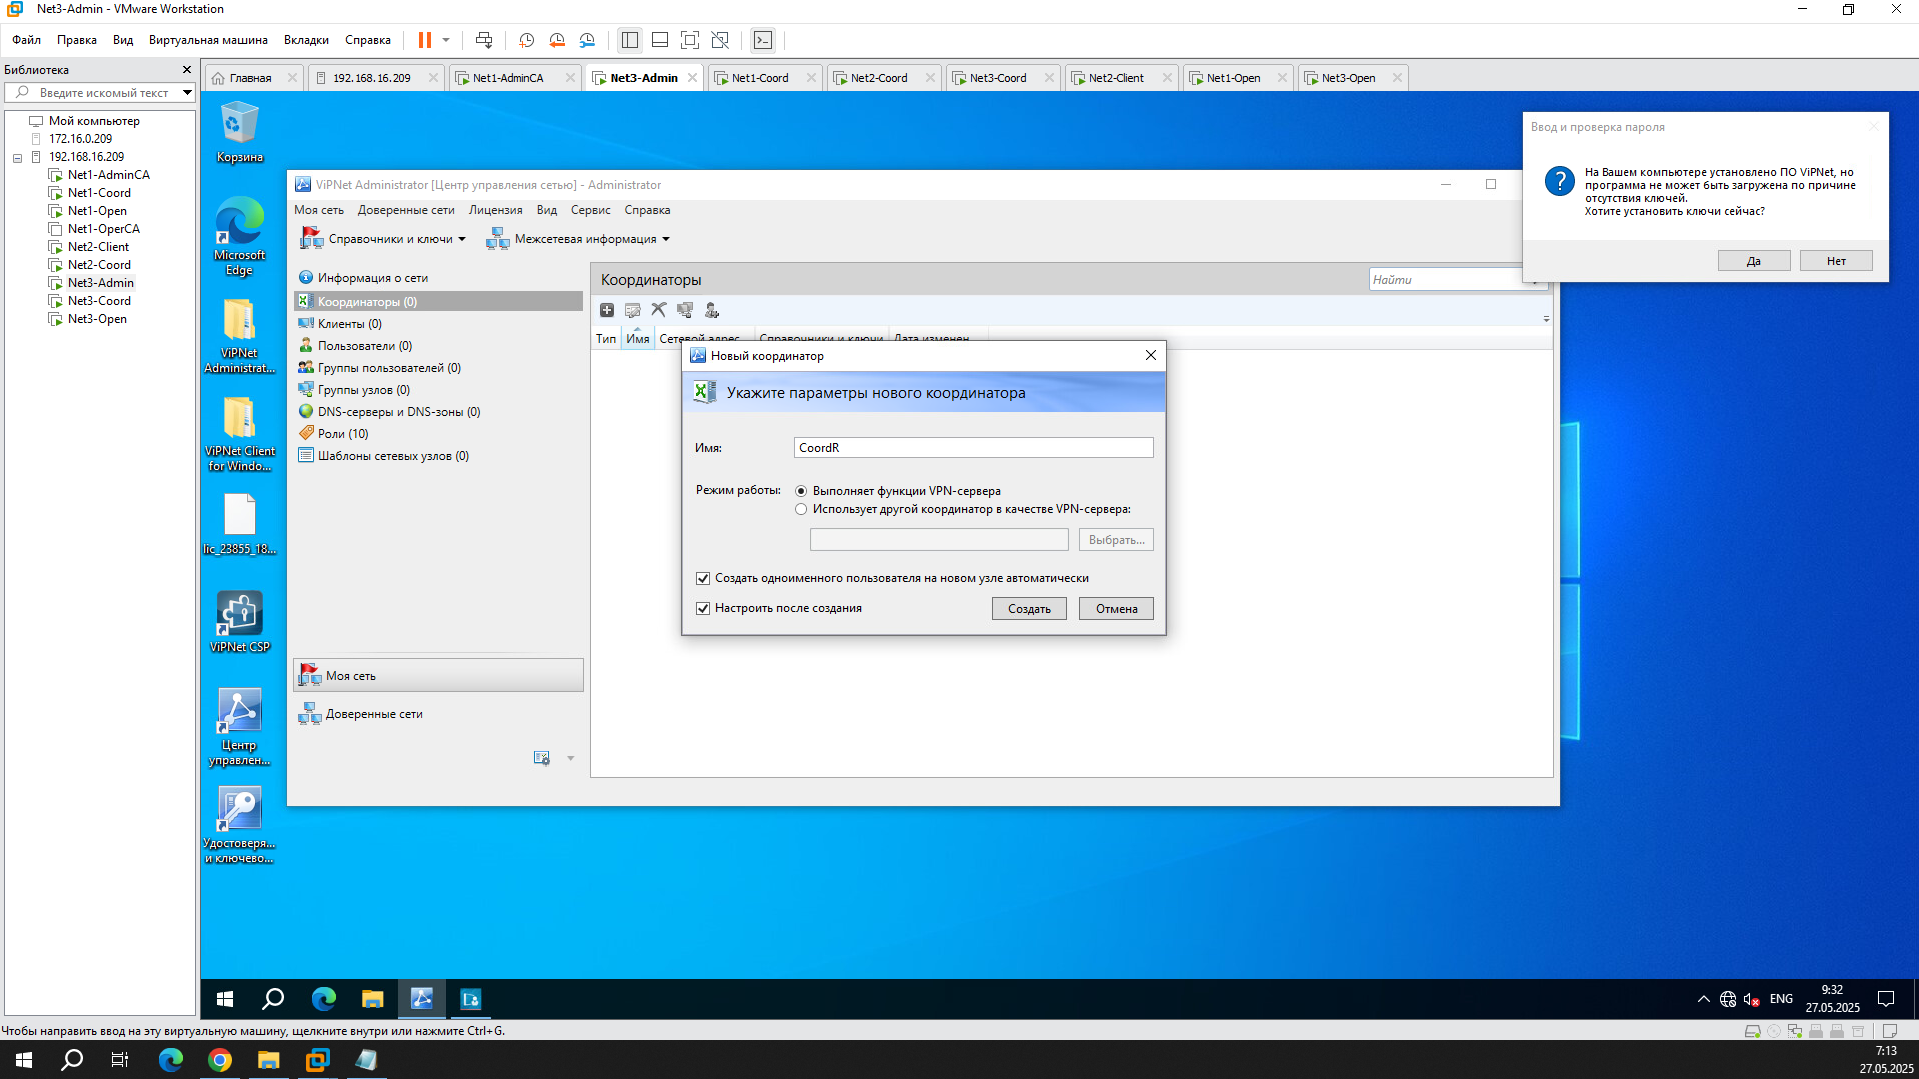 Net3-Admin - VMware Workstation
Файл Правка Вид Виртуальная машина Вкладки Справка
Библиотека
Введите искомый текст
Мой компьютер
172.16.0.209
192.168.16.209
Net1-AdminCA
Net1-Coord
Net1-Open
Net1-OperCA
Net2-Client
Net2-Coord
Net3-Admin
Net3-Coord
Net3-Open
Главная 192.168.16.209 Net1-AdminCA Net3-Admin Net1-Coord Net2-Coord Net3-Coord Net2-Client Net1-Open Net3-Open
Корзина
Microsoft
Edge
ViPNet
Administrat...
ViPNet Client
for Windo...
lic_23855_18...
ViPNet CSP
Центр
управлен...
Удостоверя...
и ключево...
ViPNet Administrator [Центр управления сетью] - Administrator
Моя сеть Доверенные сети Лицензия Вид Сервис Справка
Справочники и ключи Межсетевая информация
Информация о сети
Координаторы (0)
Клиенты (0)
Пользователи (0)
Группы пользователей (0)
Группы узлов (0)
DNS-серверы и DNS-зоны (0)
Роли (10)
Шаблоны сетевых узлов (0)
Моя сеть
Доверенные сети
Координаторы
Найти
Тип Имя Сетевой адрес Справочники и ключи Дата изменен...
Новый координатор
Укажите параметры нового координатора
Имя: CoordR
Режим работы: Выполняет функции VPN-сервера
Использует другой координатор в качестве VPN-сервера:
Выбрать...
Создать одноименного пользователя на новом узле автоматически
Настроить после создания
Создать Отмена
Ввод и проверка пароля
На Вашем компьютере установлено ПО ViPNet, но
программа не может быть загружена по причине
отсутствия ключей.
Хотите установить ключи сейчас?
Да Нет
ENG
9:32
27.05.2025
Чтобы направить ввод на эту виртуальную машину, щелкните внутри или нажмите Ctrl+G.
7:13
27.05.2025